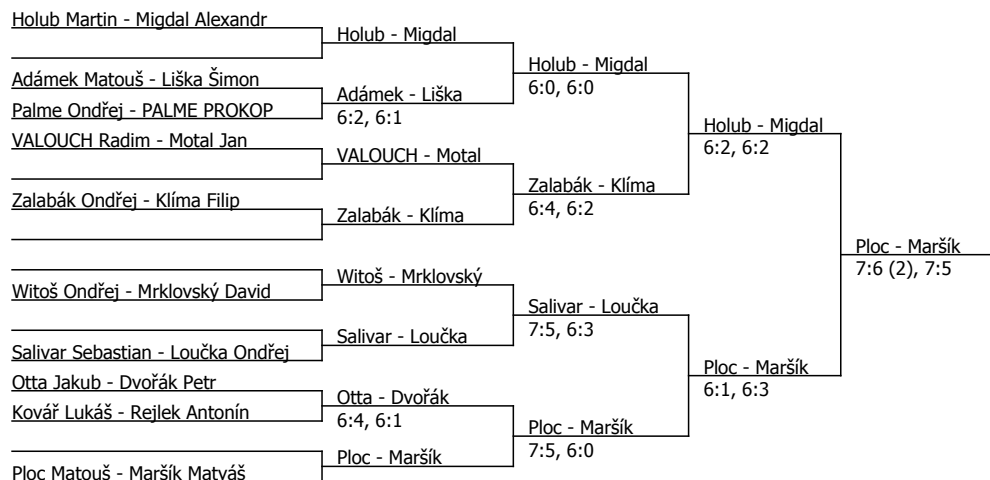 Holub Martin - Migdal Alexandr
Adámek Matouš - Liška Šimon
Palme Ondřej - PALME PROKOP
VALOUCH Radim - Motal Jan
Zalabák Ondřej - Klíma Filip
Witoš Ondřej - Mrklovský David
Salivar Sebastian - Loučka Ondřej
Otta Jakub - Dvořák Petr
Kovář Lukáš - Rejlek Antonín
Ploc Matouš - Maršík Matyáš
Holub - Migdal
Adámek - Liška
6:2, 6:1
VALOUCH - Motal
Zalabák - Klíma
Witoš - Mrklovský
Salivar - Loučka
Otta - Dvořák
6:4, 6:1
Ploc - Maršík
Holub - Migdal
6:0, 6:0
Zalabák - Klíma
6:4, 6:2
Salivar - Loučka
7:5, 6:3
Ploc - Maršík
7:5, 6:0
Holub - Migdal
6:2, 6:2
Ploc - Maršík
6:1, 6:3
Ploc - Maršík
7:6 (2), 7:5